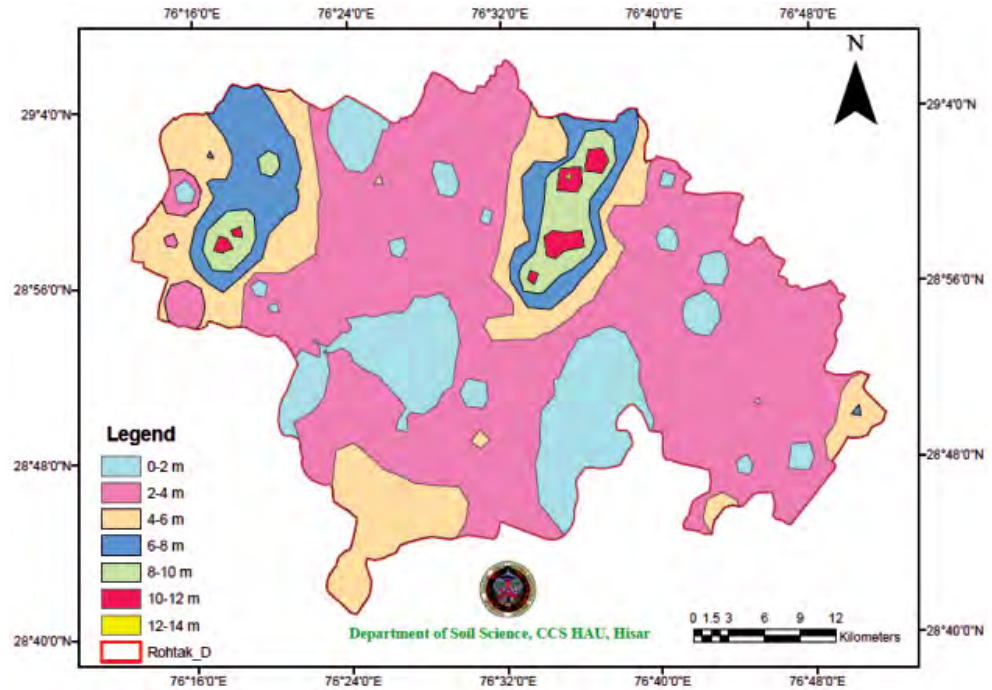 76°16'0"E 76°24'0"E 76°32'0"E 76°40'0"E 76°48'0"E
N
29°4'0"N 29°4'0"N
28°56'0"N 28°56'0"N
28°48'0"N 28°48'0"N
28°40'0"N 28°40'0"N
Legend
0-2 m
2-4 m
4-6 m
6-8 m
8-10 m
10-12 m
12-14 m
Rohtak_D
Department of Soil Science, CCS HAU, Hisar
0 1.5 3 6 9 12
Kilometers
76°16'0"E 76°24'0"E 76°32'0"E 76°40'0"E 76°48'0"E